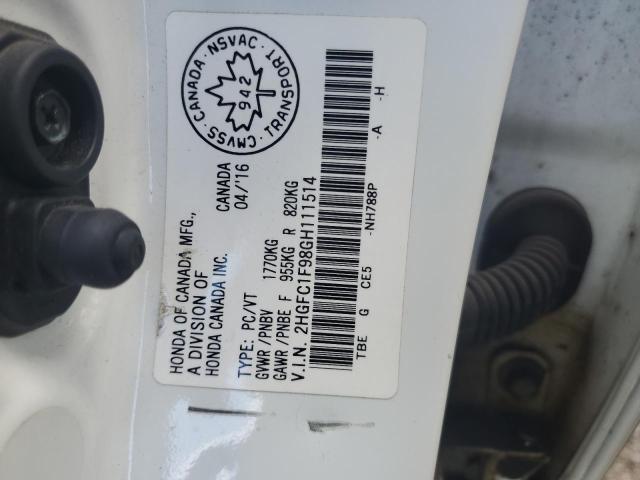 HONDA OF CANADA MFG., CANADA
A DIVISION OF 04/'16
HONDA CANADA INC.
TYPE: PC/VT
GVWR/PNBV 1770KG
GAWR/PNBE F 955KG R 820KG
V.I.N. 2HGFC1F98GH111514
TBE G CE5 -NH788P -A -H
CANADA · NSVAC · TRANSPORT · CMVSS ·
942